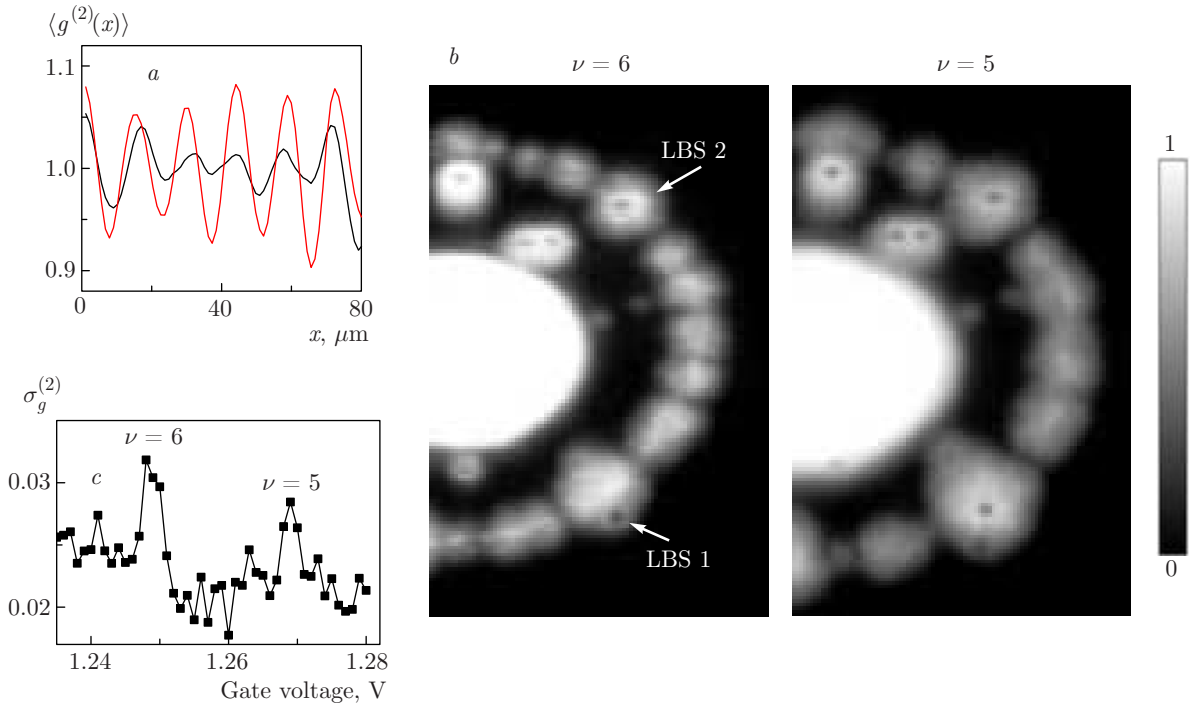 ⟨g⁽²⁾(x)⟩
a
1.1
1.0
0.9
0
40
80
x, μm
b
ν = 6
ν = 5
LBS 2
LBS 1
1
0
σg⁽²⁾
ν = 6
c
ν = 5
0.03
0.02
1.24
1.26
1.28
Gate voltage, V